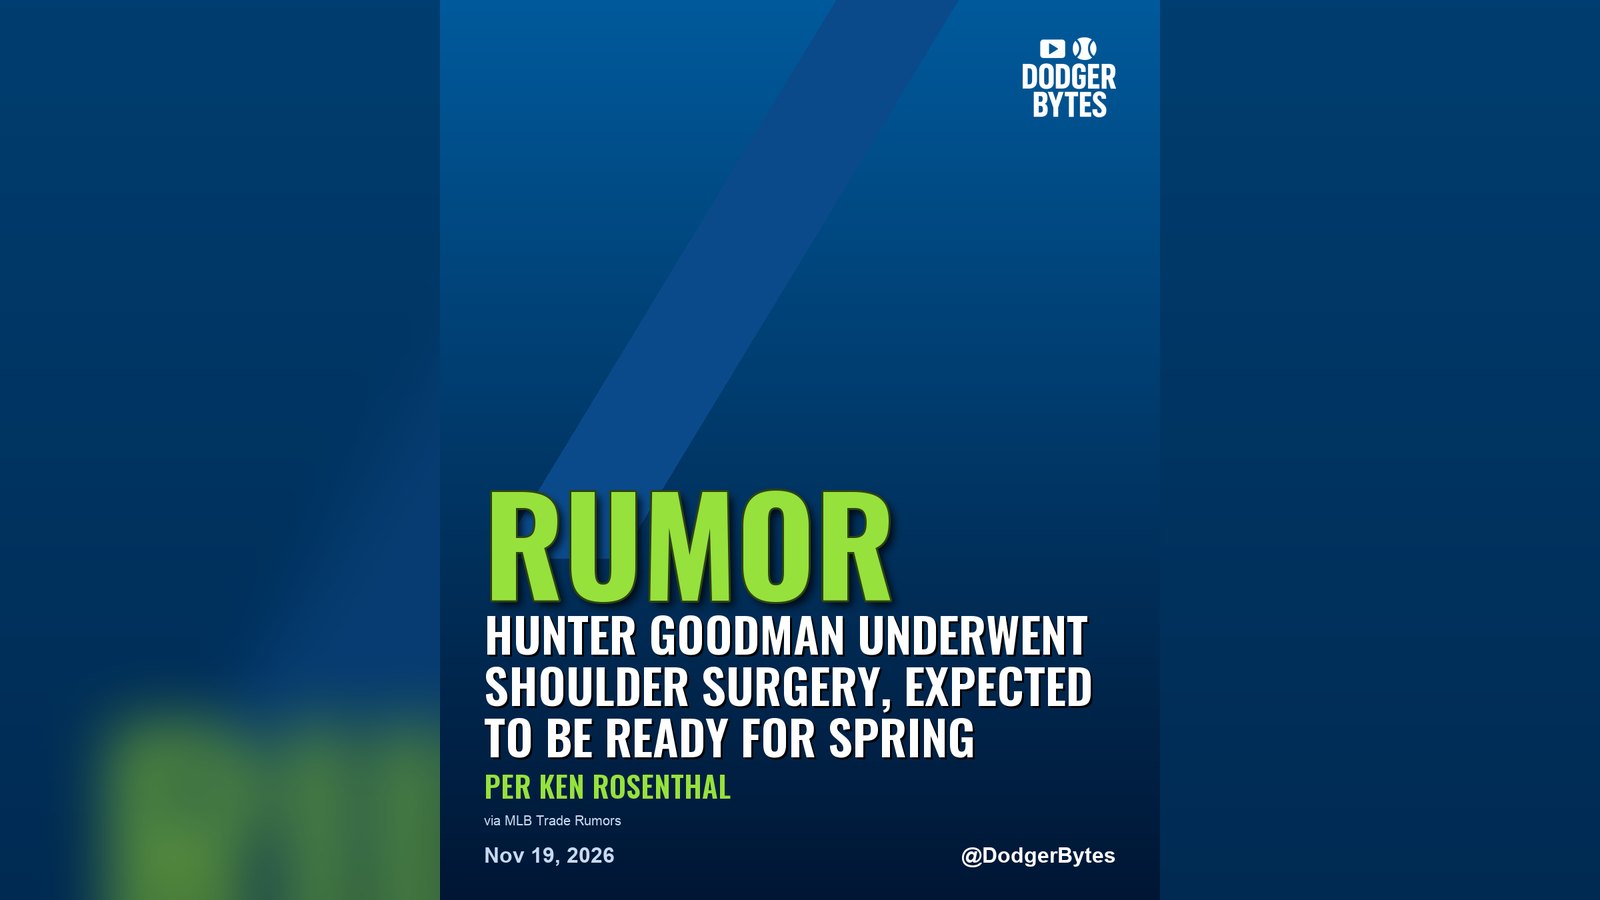 DODGER
BYTES
RUMOR
HUNTER GOODMAN UNDERWENT
SHOULDER SURGERY, EXPECTED
TO BE READY FOR SPRING
PER KEN ROSENTHAL
via MLB Trade Rumors
Nov 19, 2026
@DodgerBytes